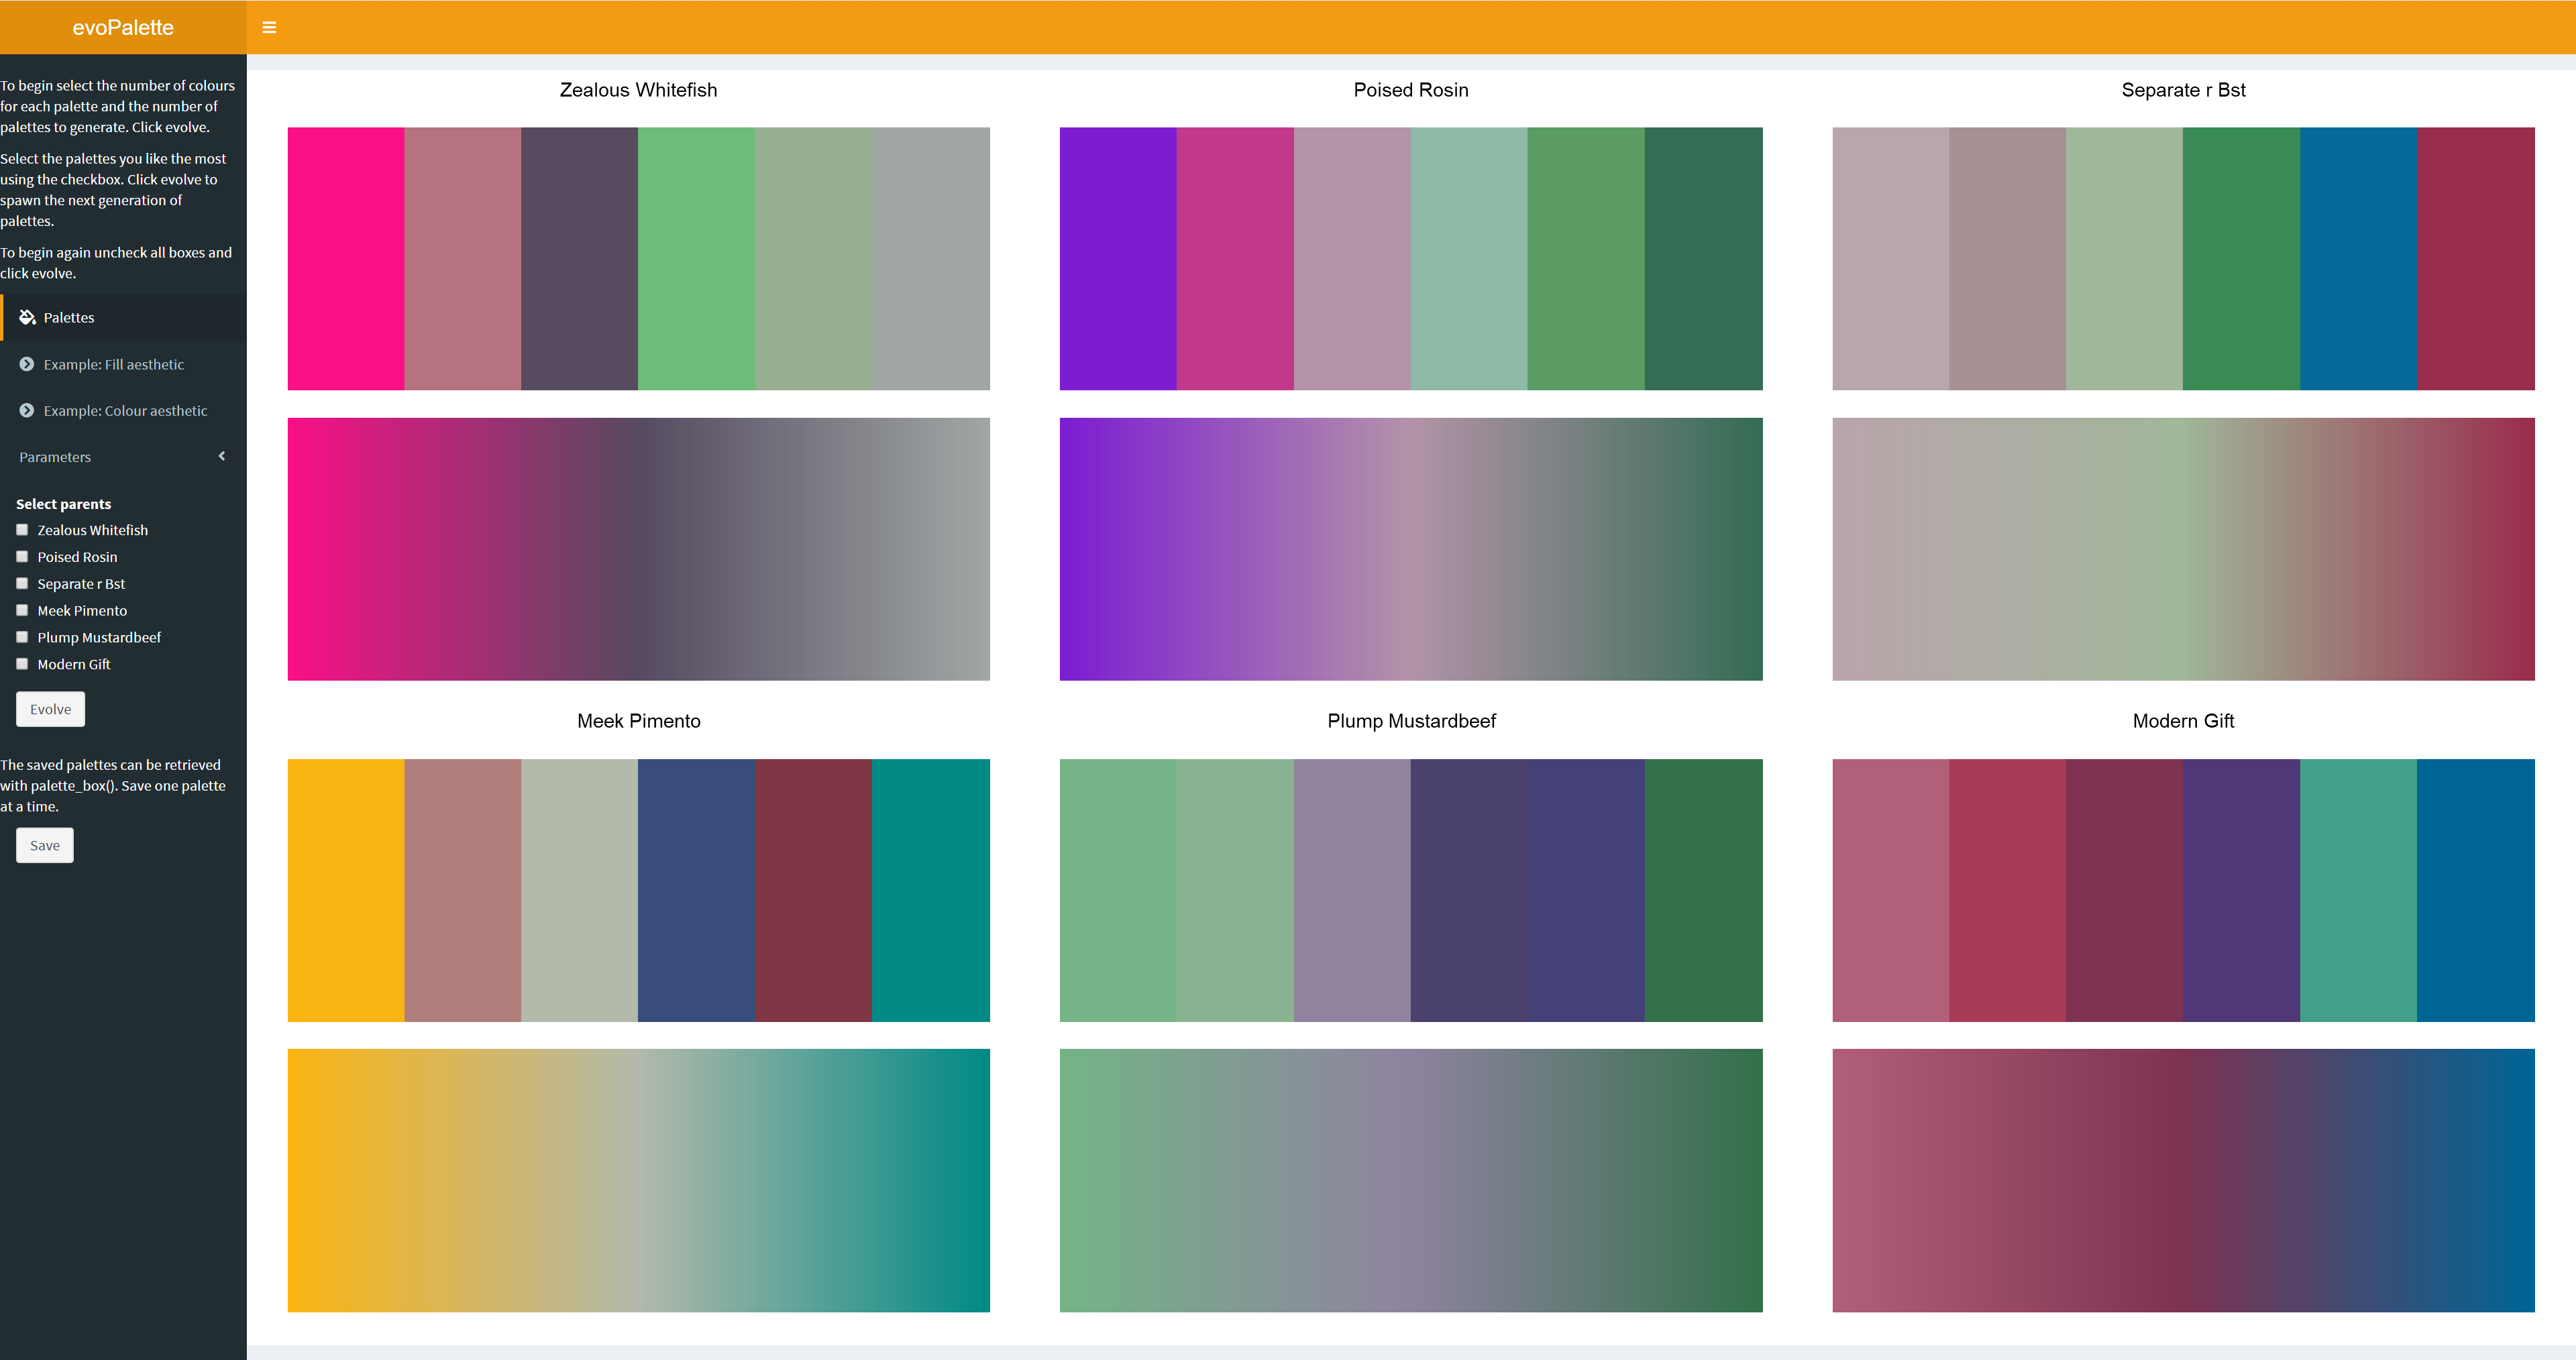 evoPalette
To begin select the number of colours
for each palette and the number of
palettes to generate. Click evolve.
Select the palettes you like the most
using the checkbox. Click evolve to
spawn the next generation of
palettes.
To begin again uncheck all boxes and
click evolve.
Palettes
Example: Fill aesthetic
Example: Colour aesthetic
Parameters
Select parents
Zealous Whitefish
Poised Rosin
Separate r Bst
Meek Pimento
Plump Mustardbeef
Modern Gift
Evolve
The saved palettes can be retrieved
with palette_box(). Save one palette
at a time.
Save
Zealous Whitefish
Poised Rosin
Separate r Bst
Meek Pimento
Plump Mustardbeef
Modern Gift